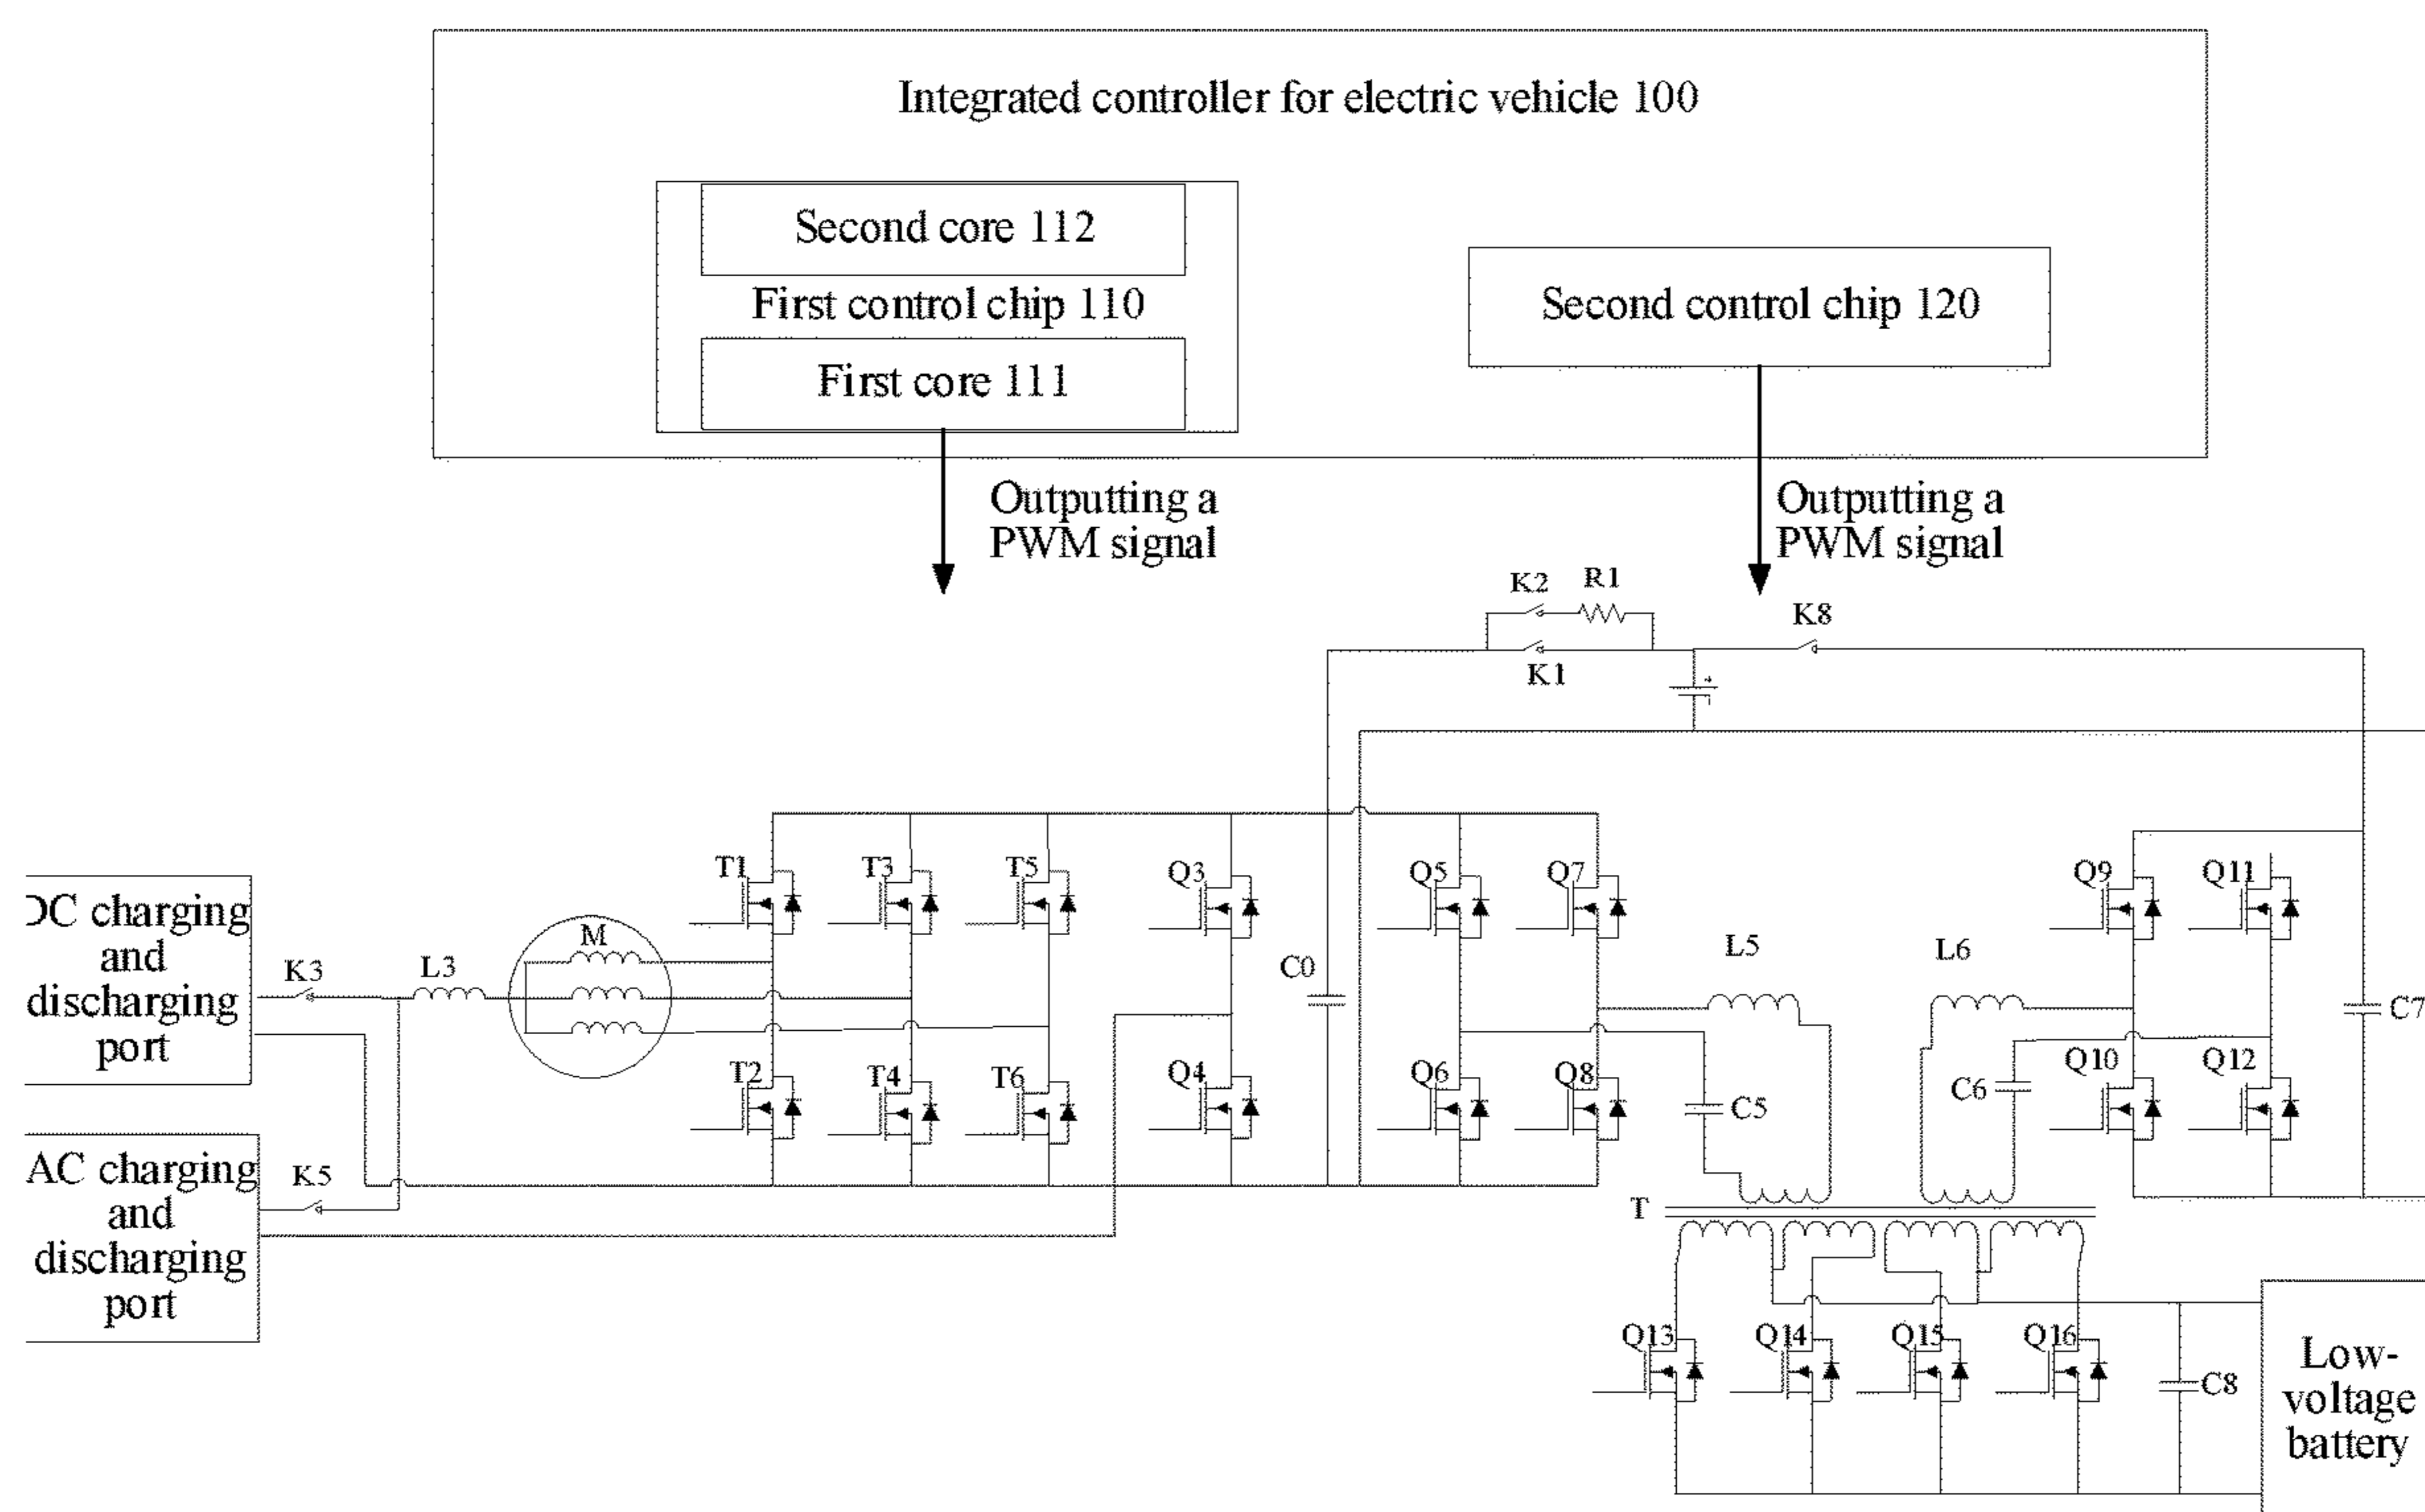 Integrated controller for electric vehicle 100
Second core 112
First control chip 110
First core 111
Second control chip 120
Outputting a
PWM signal
Outputting a
PWM signal
K2
R1
K1
K8
T1
T3
T5
Q3
Q5
Q7
Q9
Q11
DC charging
and
discharging
port
K3
L3
M
C0
L5
L6
C7
T2
T4
T6
Q4
Q6
Q8
C5
C6
Q10
Q12
AC charging
and
discharging
port
K5
T
Q13
Q14
Q15
Q16
C8
Low-
voltage
battery